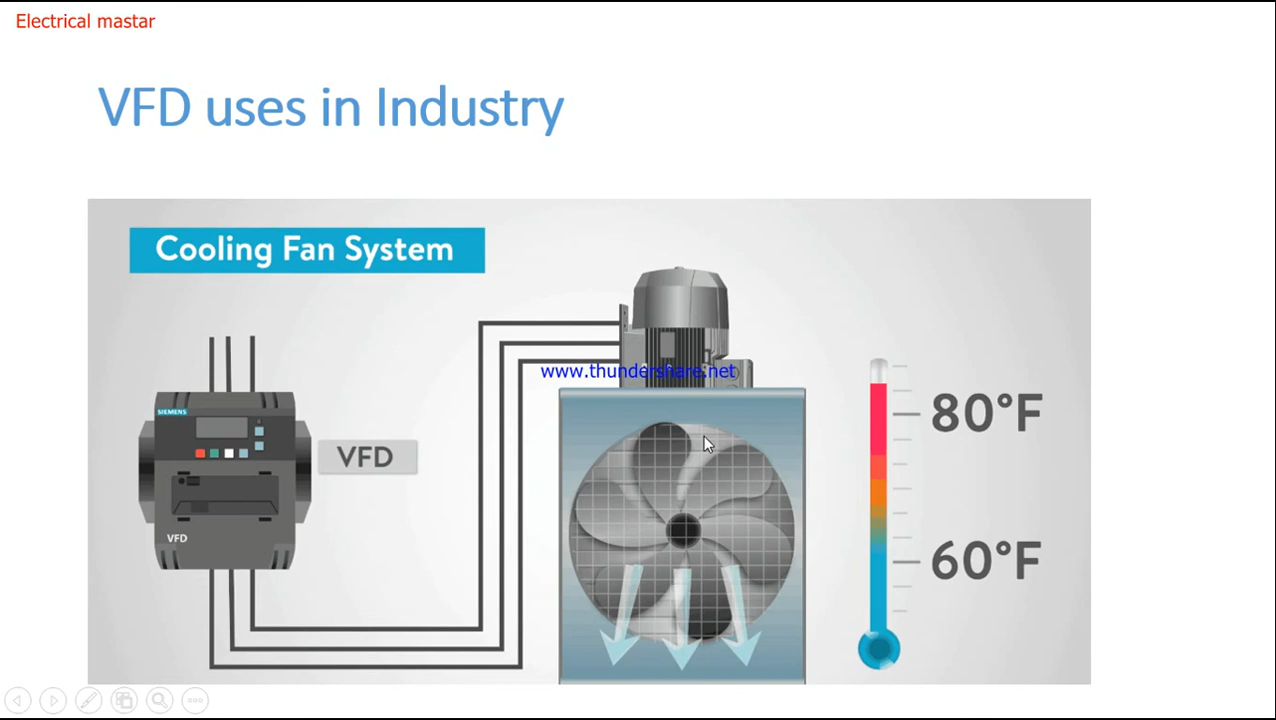 Electrical mastar
VFD uses in Industry
Cooling Fan System
www.thundershare.net
80°F
SIEMENS
VFD
VFD
60°F